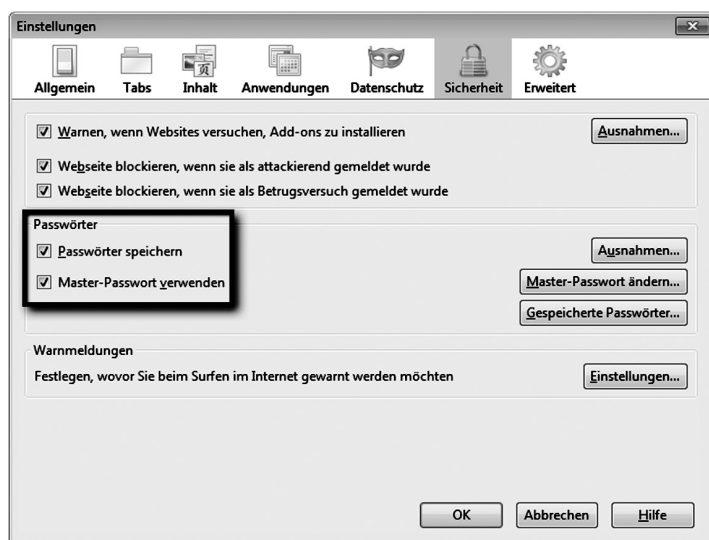 Einstellungen
Allgemein Tabs Inhalt Anwendungen Datenschutz Sicherheit Erweitert
Warnen, wenn Websites versuchen, Add-ons zu installieren Ausnahmen...
Webseite blockieren, wenn sie als attackierend gemeldet wurde
Webseite blockieren, wenn sie als Betrugsversuch gemeldet wurde
Passwörter
Passwörter speichern Ausnahmen...
Master-Passwort verwenden Master-Passwort ändern...
Gespeicherte Passwörter...
Warnmeldungen
Festlegen, wovor Sie beim Surfen im Internet gewarnt werden möchten Einstellungen...
OK Abbrechen Hilfe